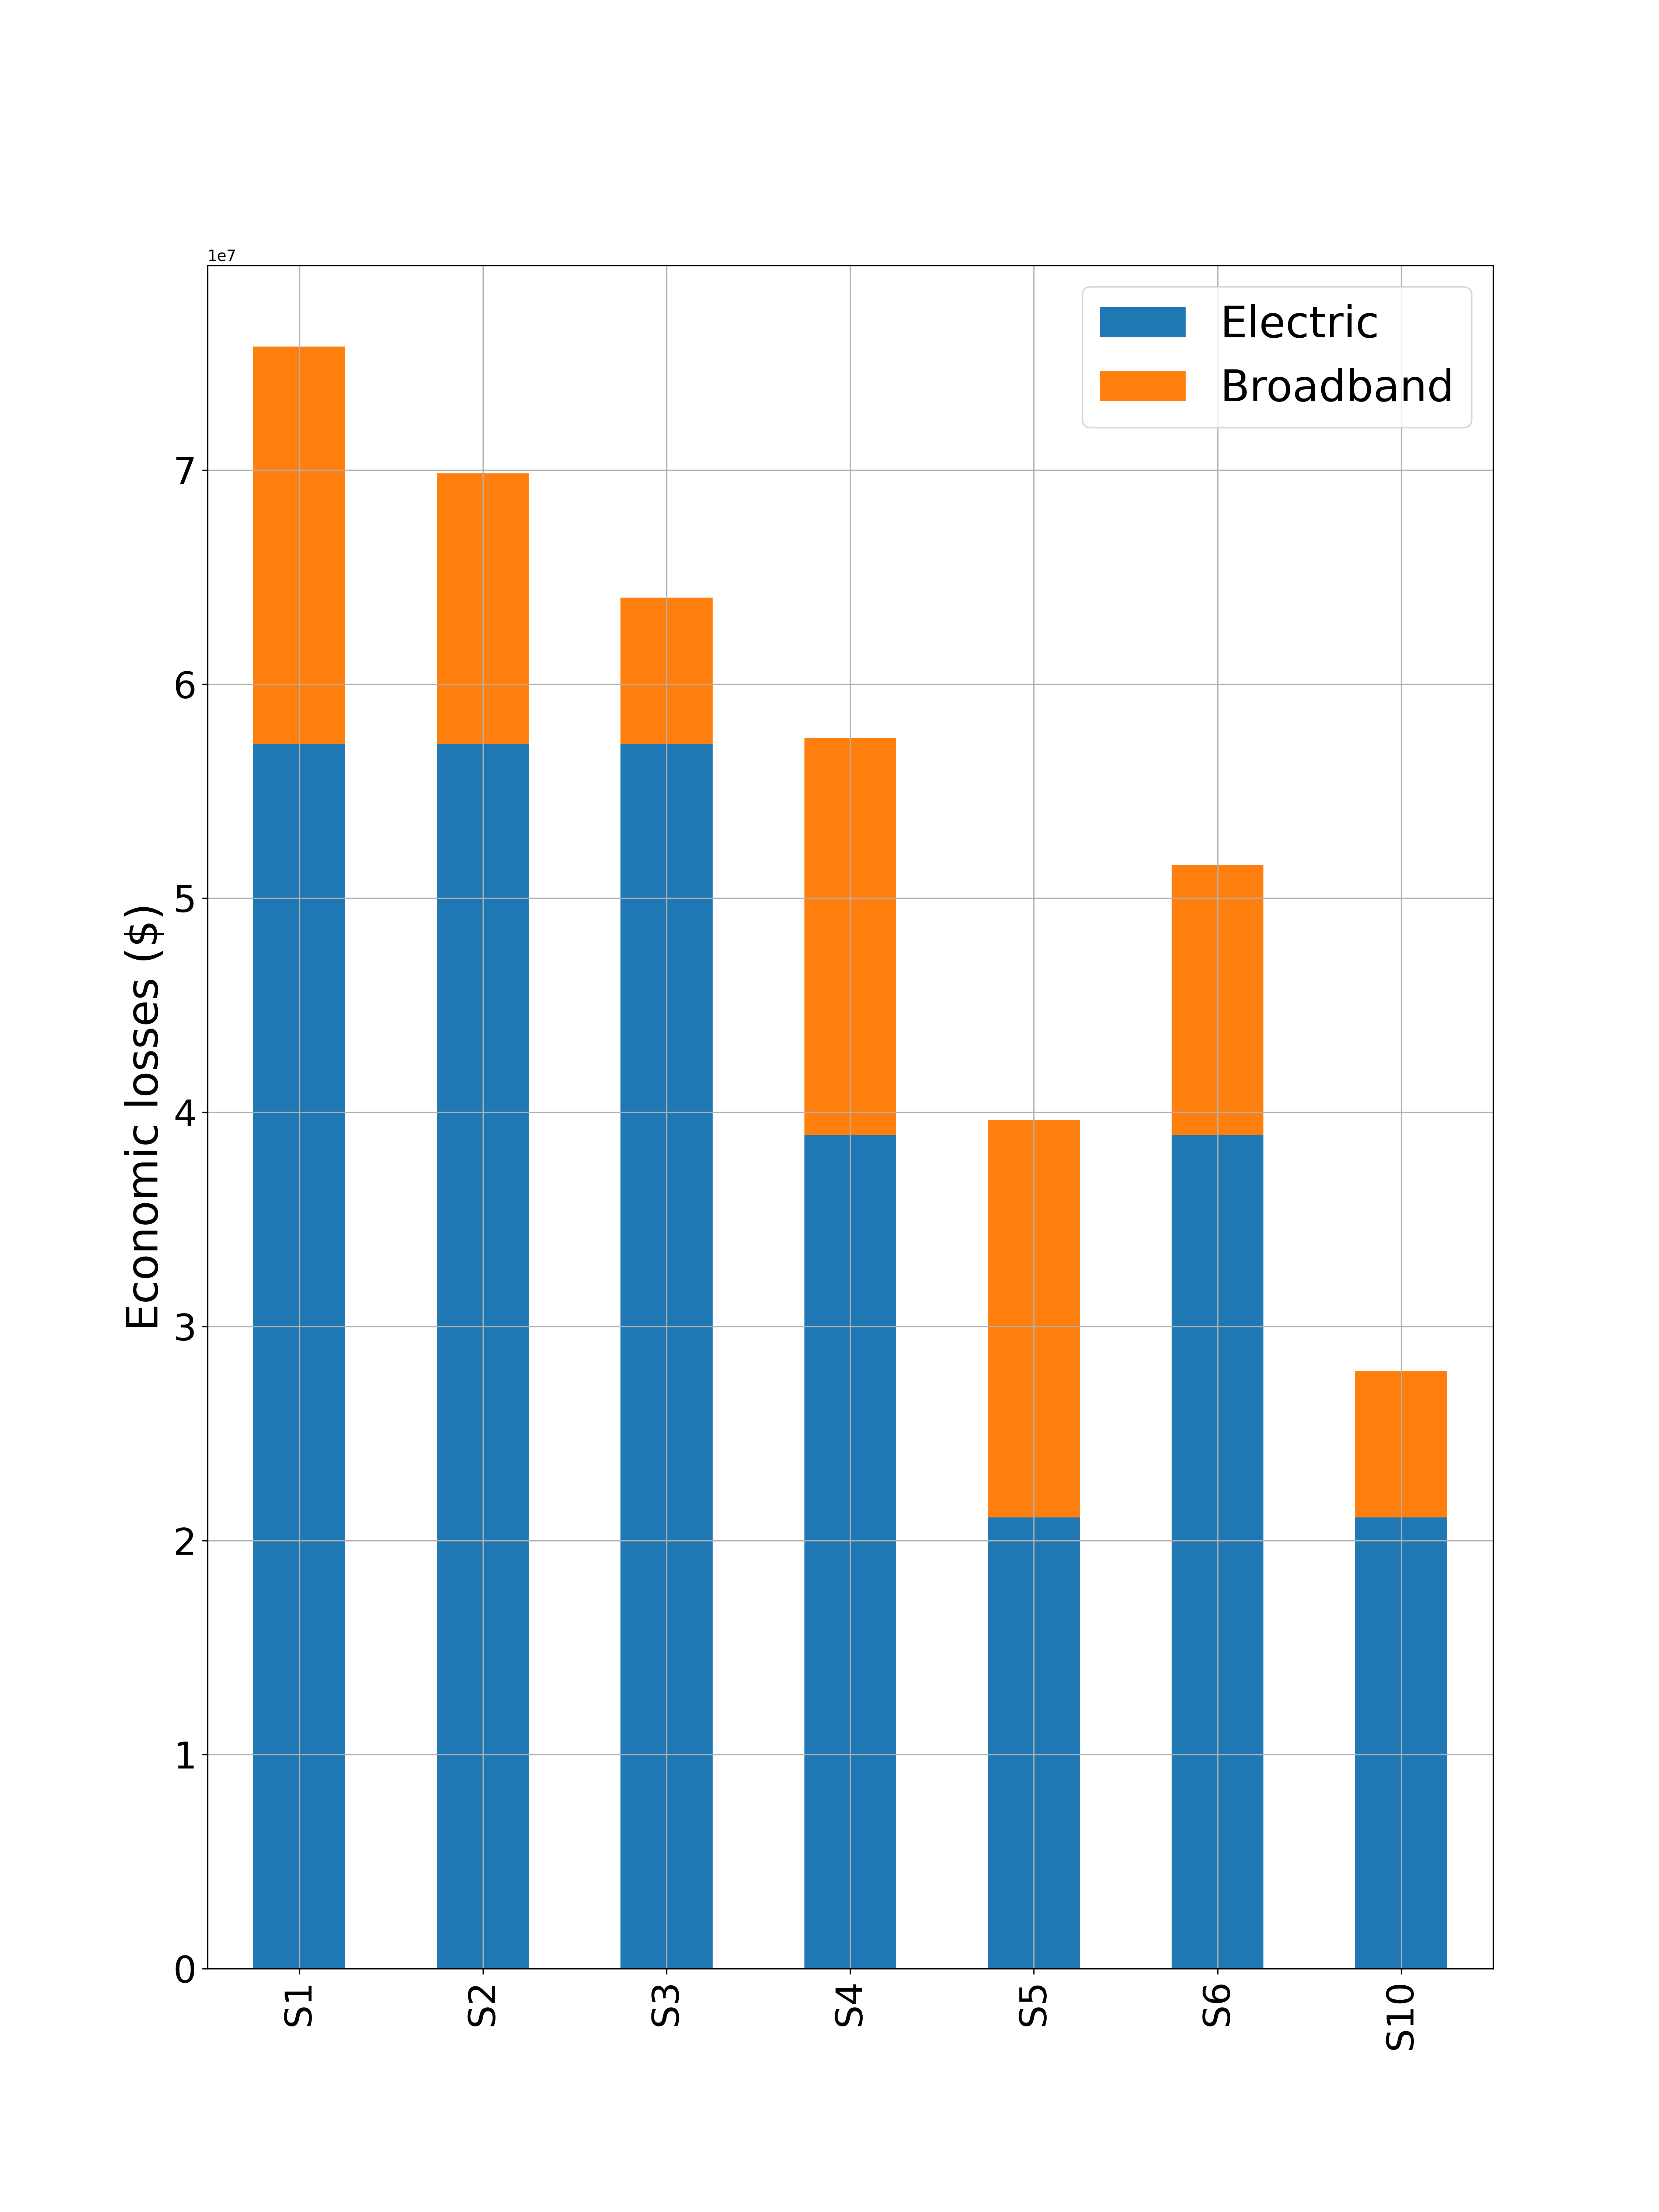 1e7
Electric
Broadband
7
6
5
4
3
2
1
0
Economic losses ($)
S1
S2
S3
S4
S5
S6
S10